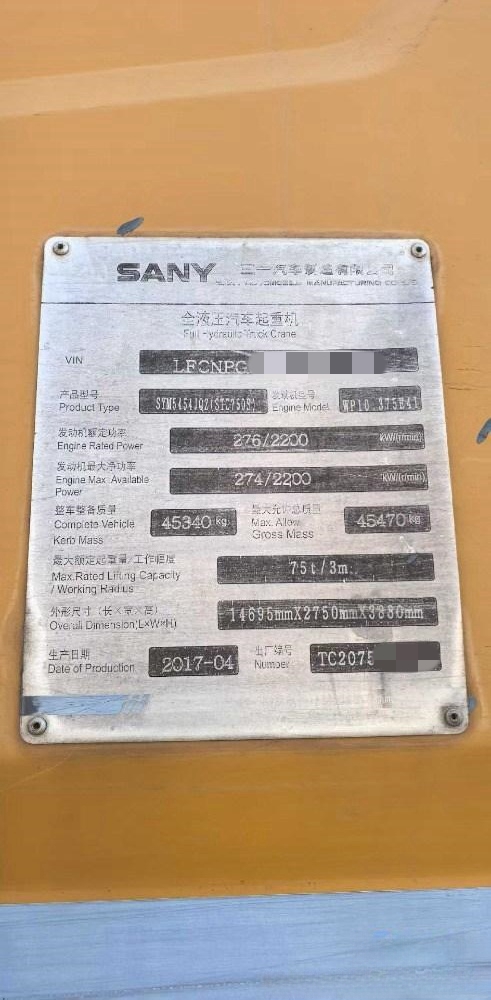 SANY 三一汽车制造有限公司
SANY AUTOMOBILE MANUFACTURING CO., LTD
全液压汽车起重机
Full Hydraulic Truck Crane
VIN LFCNPG
产品型号 SYM5454JQZ(STC750S) 发动机型号 WP10.375E41
Product Type Engine Model
发动机额定功率 276/2200 kW/(r/min)
Engine Rated Power
发动机最大净功率 274/2200 kW/(r/min)
Engine Max. Available
Power
整车整备质量 45340 kg 最大允许总质量 45470 kg
Complete Vehicle Max. Allow
Kerb Mass Gross Mass
最大额定起重量/工作幅度 75t/3m
Max.Rated Lifting Capacity
/ Working Radius
外形尺寸（长×宽×高） 14695mmX2750mmX3880mm
Overall Dimension(L×W×H)
生产日期 2017-04 出厂编号 TC2075
Date of Production Number